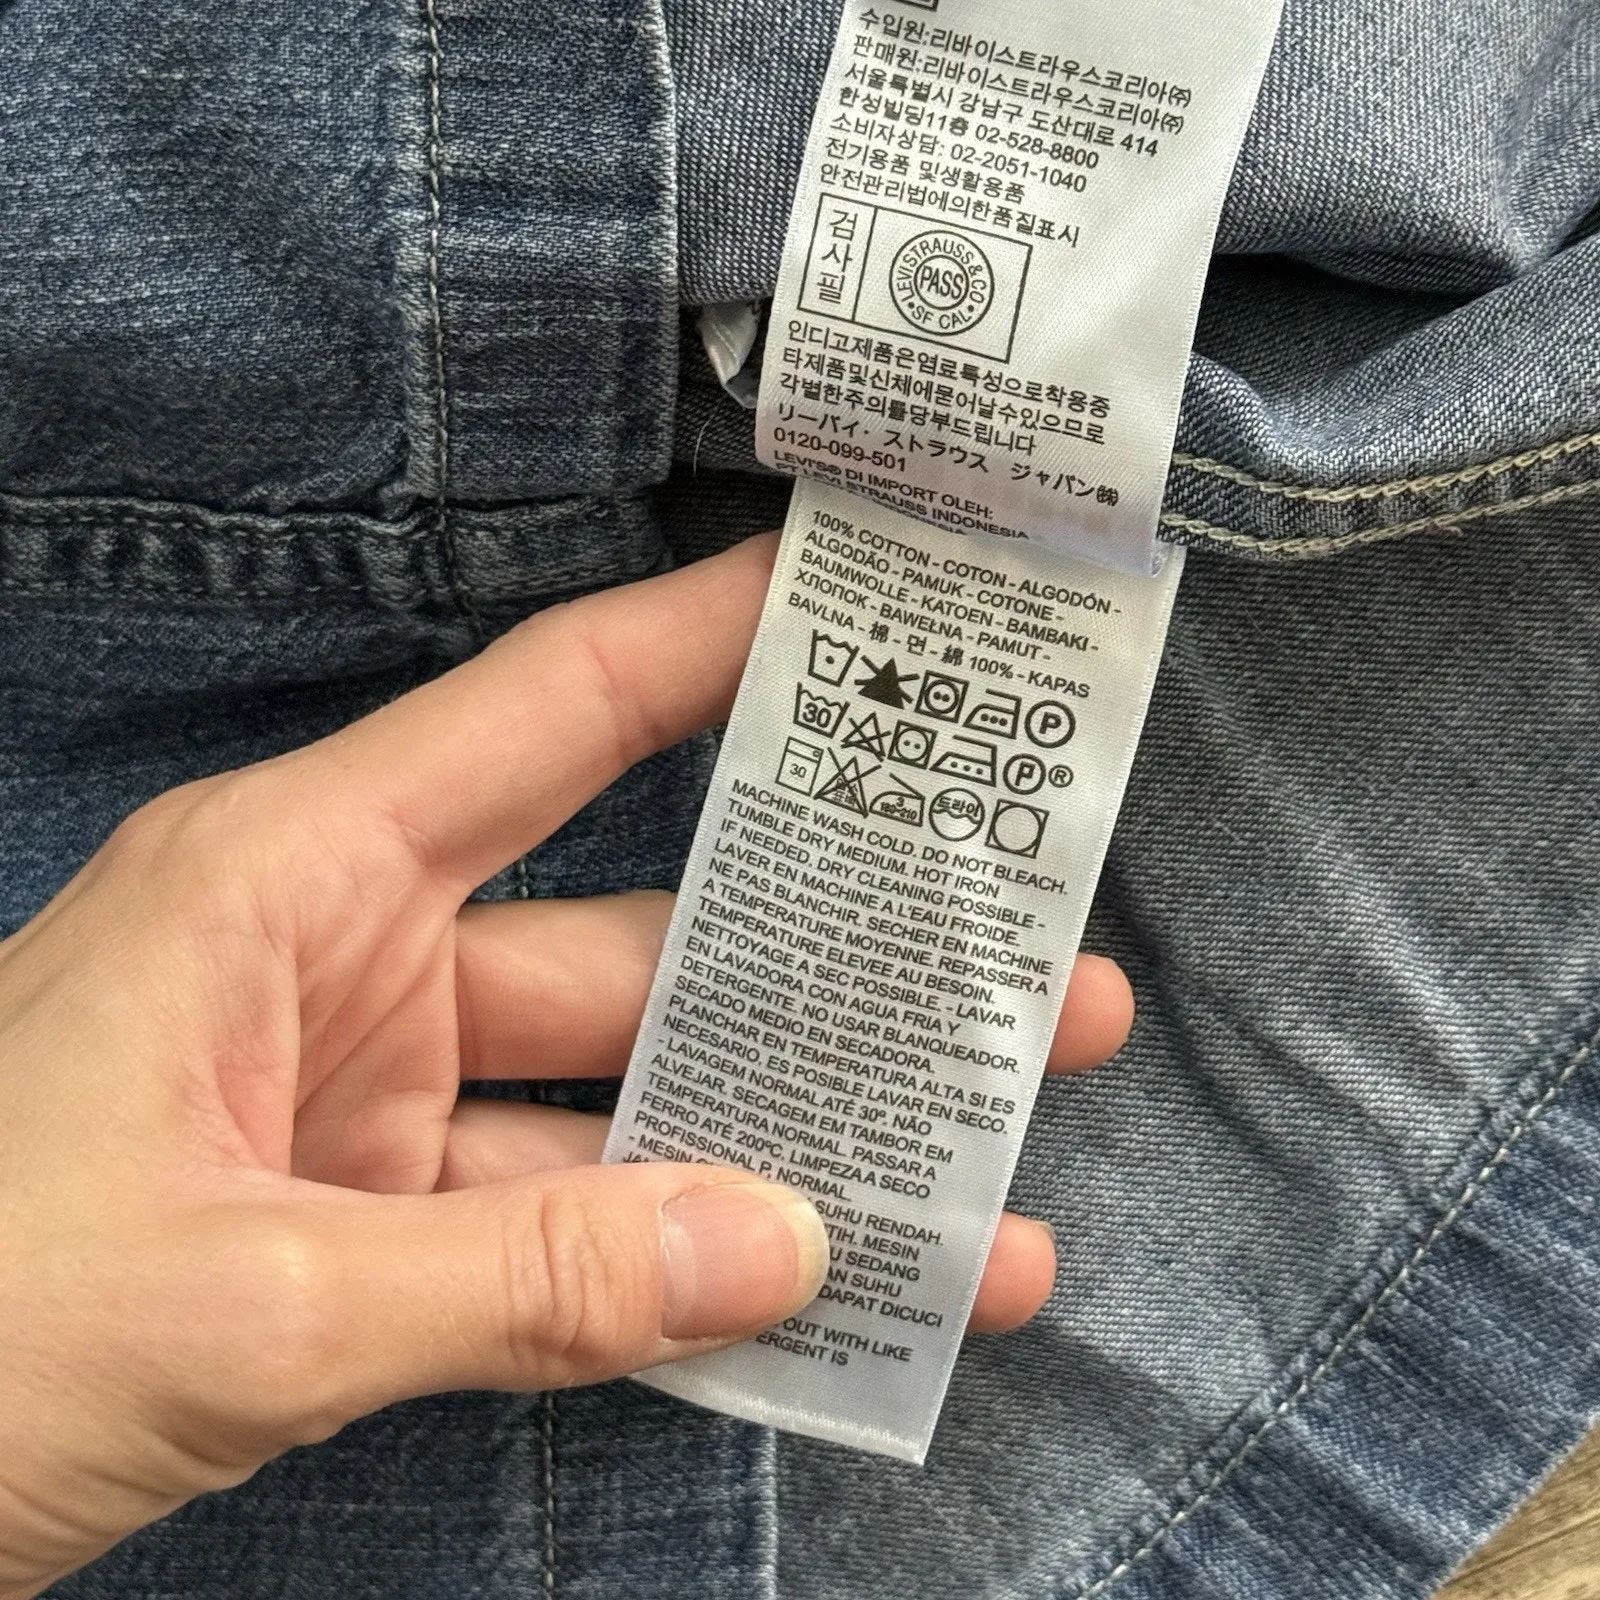 수입원:리바이스트라우스코리아㈜
판매원:리바이스트라우스코리아㈜
서울특별시 강남구 도산대로 414
한성빌딩11층 02-528-8800
소비자상담: 02-2051-1040
전기용품 및생활용품
안전관리법에의한품질표시
검사필
LEVI STRAUSS & CO
PASS
SF CAL
인디고제품은염료특성으로착용중
타제품및신체에묻어날수있으므로
각별한주의를당부드립니다
リーバイ・ストラウス ジャパン㈱
0120-099-501
LEVI'S® DI IMPORT OLEH:
PT LEVI STRAUSS INDONESIA
100% COTTON - COTON - ALGODÓN -
ALGODÃO - PAMUK - COTONE -
BAUMWOLLE - KATOEN - BAMBAKI -
ХЛОПОК - BAWEŁNA - PAMUT -
BAVLNA - 棉 - 면 - 綿 100% - KAPAS
P
30 P ®
30 3 180~210 드라이
MACHINE WASH COLD. DO NOT BLEACH.
TUMBLE DRY MEDIUM. HOT IRON
IF NEEDED. DRY CLEANING POSSIBLE -
LAVER EN MACHINE A L'EAU FROIDE.
NE PAS BLANCHIR. SECHER EN MACHINE
A TEMPERATURE MOYENNE. REPASSER A
TEMPERATURE ELEVEE AU BESOIN.
NETTOYAGE A SEC POSSIBLE. - LAVAR
EN LAVADORA CON AGUA FRIA Y
DETERGENTE. NO USAR BLANQUEADOR.
SECADO MEDIO EN SECADORA.
PLANCHAR EN TEMPERATURA ALTA SI ES
NECESARIO. ES POSIBLE LAVAR EN SECO.
- LAVAGEM NORMAL ATÉ 30º. NÃO
ALVEJAR. SECAGEM EM TAMBOR EM
TEMPERATURA NORMAL. PASSAR A
FERRO ATÉ 200ºC. LIMPEZA A SECO
PROFISSIONAL P, NORMAL.
- MESIN SUHU RENDAH.
MESIN
SEDANG
SUHU
DAPAT DICUCI
OUT WITH LIKE
IS